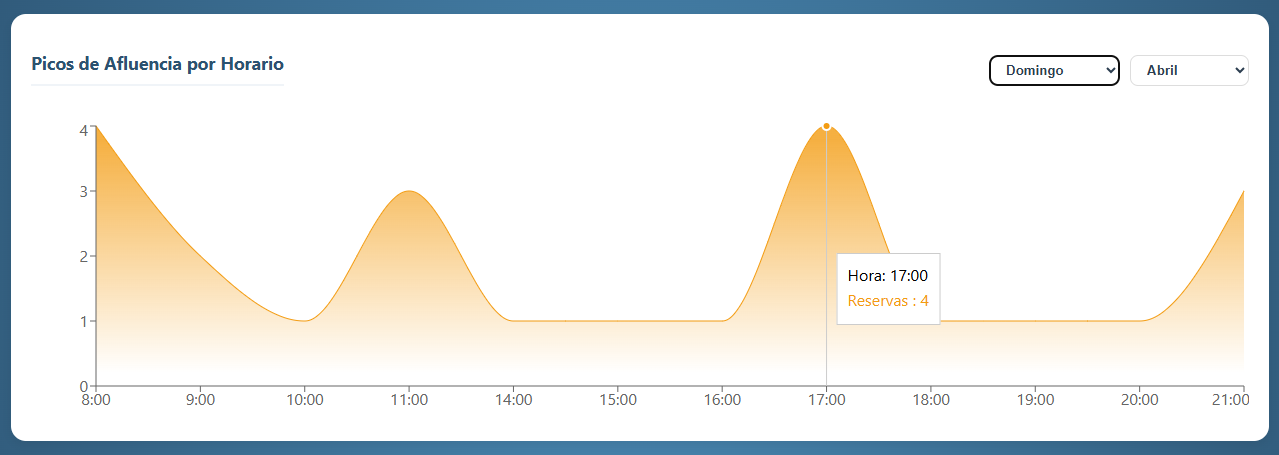 Picos de Afluencia por Horario
Domingo
Abril
4
3
2
1
0
Hora: 17:00
Reservas : 4
8:00 9:00 10:00 11:00 14:00 15:00 16:00 17:00 18:00 19:00 20:00 21:00